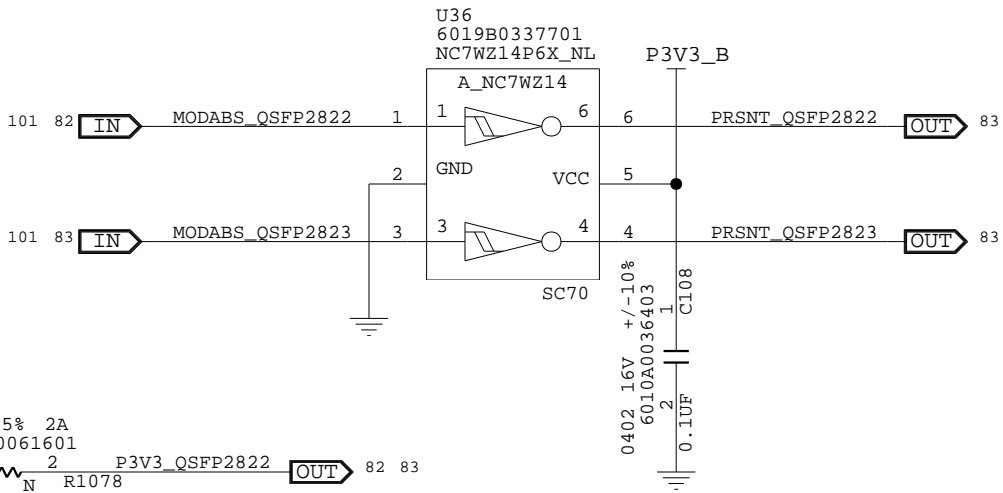 U36
6019B0337701
NC7WZ14P6X_NL
P3V3_B
A_NC7WZ14
101 82 IN MODABS_QSFP2822 1 1 6 6 PRSNT_QSFP2822 OUT 83
2 GND VCC 5
101 83 IN MODABS_QSFP2823 3 3 4 4 PRSNT_QSFP2823 OUT 83
SC70
0402 16V +/-10%
6010A0036403
1 2
C108
0.1UF
5% 2A
0061601
2 P3V3_QSFP2822 OUT 82 83
N R1078